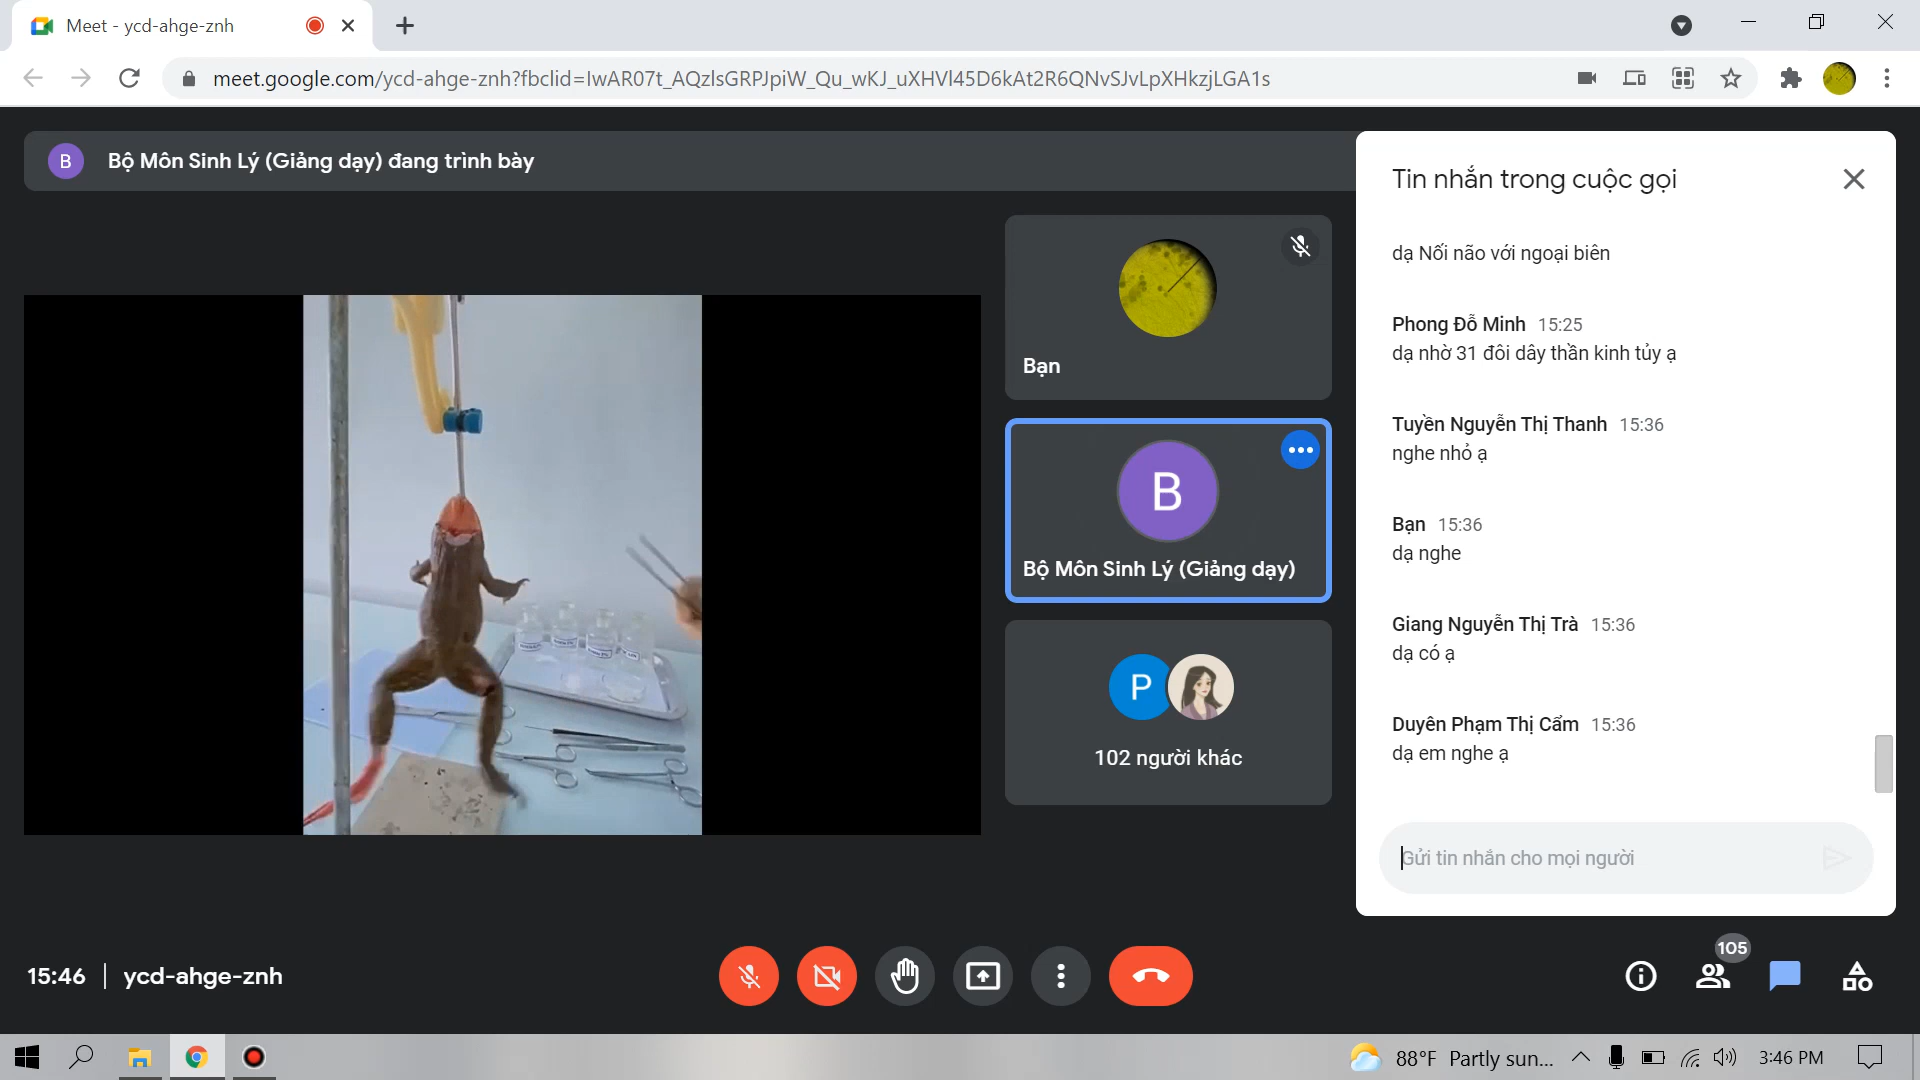 Meet - ycd-ahge-znh
meet.google.com/ycd-ahge-znh?fbclid=IwAR07t_AQzlsGRPJpiW_Qu_wKJ_uXHVl45D6kAt2R6QNvSJvLpXHkzjLGA1s
B
Bộ Môn Sinh Lý (Giảng dạy) đang trình bày
Bạn
B
Bộ Môn Sinh Lý (Giảng dạy)
P
102 người khác
Tin nhắn trong cuộc gọi
dạ Nối não với ngoại biên
Phong Đỗ Minh 15:25
dạ nhờ 31 đôi dây thần kinh tủy ạ
Tuyền Nguyễn Thị Thanh 15:36
nghe nhỏ ạ
Bạn 15:36
dạ nghe
Giang Nguyễn Thị Trà 15:36
dạ có ạ
Duyên Phạm Thị Cẩm 15:36
dạ em nghe ạ
Gửi tin nhắn cho mọi người
15:46 | ycd-ahge-znh
105
88°F Partly sun...
3:46 PM